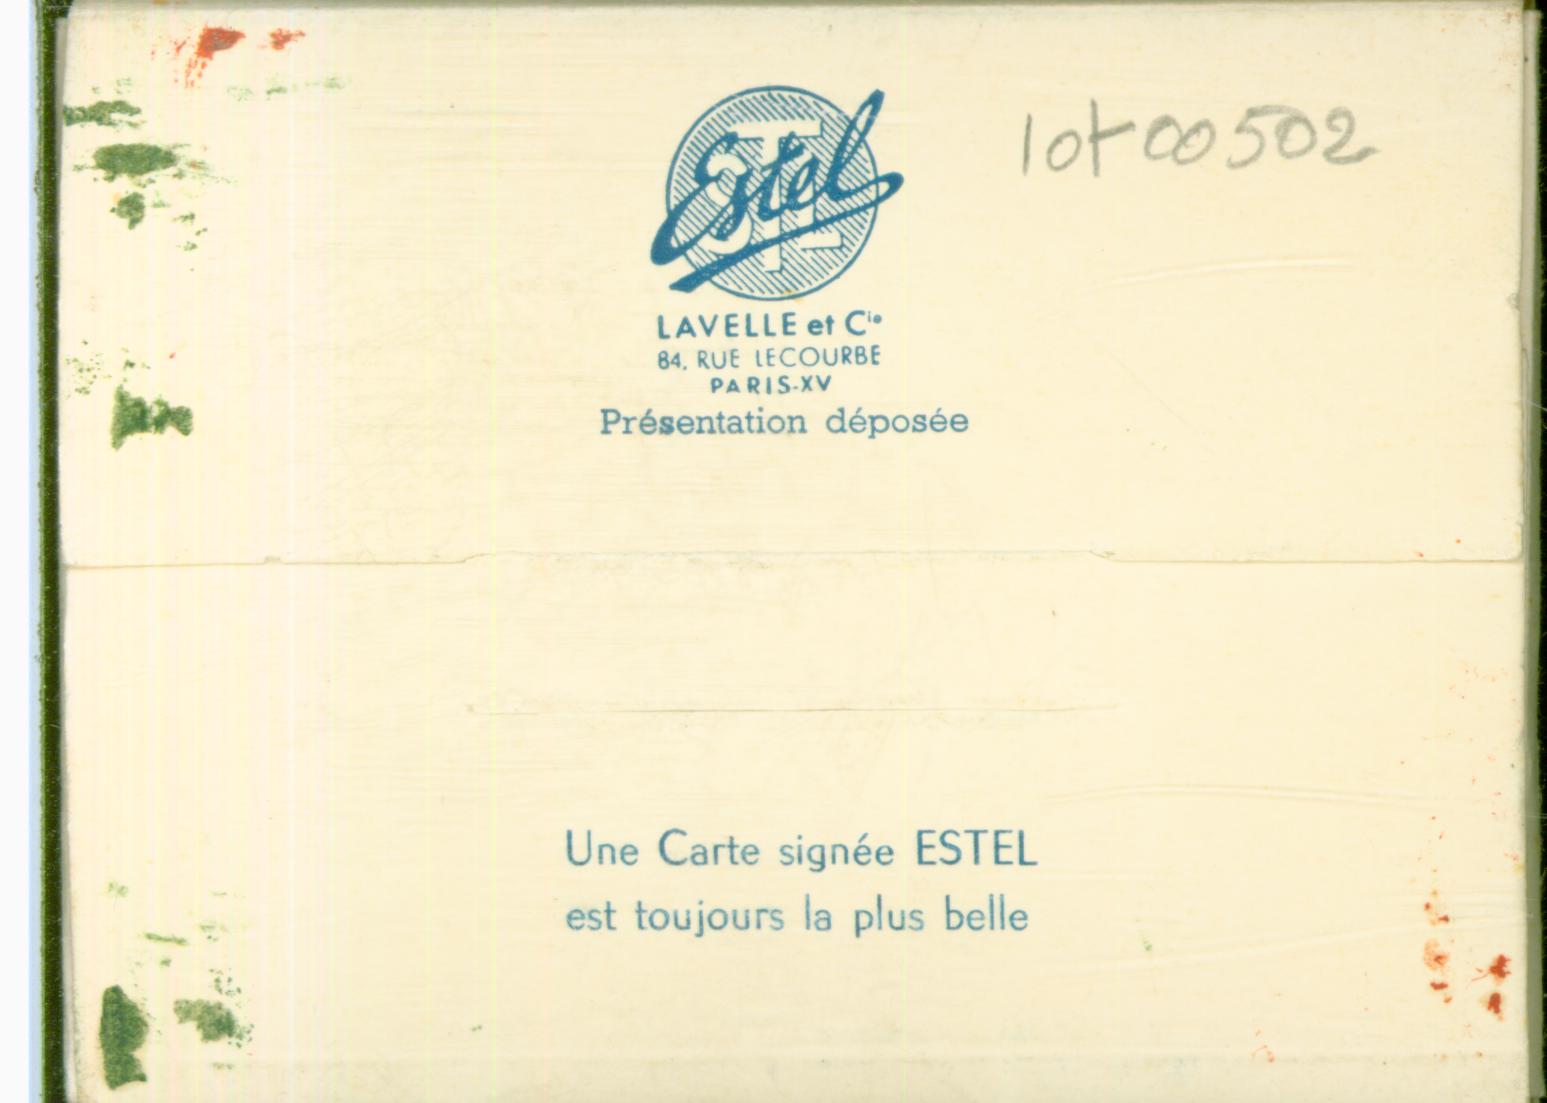 Estel
lot 00502
LAVELLE et Cie
84, RUE LECOURBE
PARIS-XV
Présentation déposée
Une Carte signée ESTEL
est toujours la plus belle